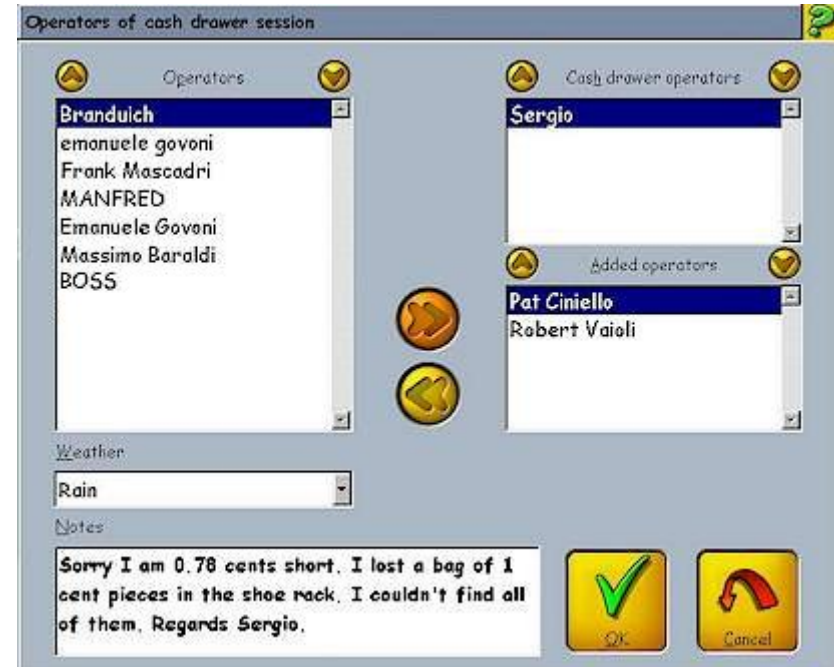 Operators of cash drawer session
Operators
Branduich
emanuele govoni
Frank Mascadri
MANFRED
Emanuele Govoni
Massimo Baraldi
BOSS
Cash drawer operators
Sergio
Added operators
Pat Ciniello
Robert Vaioli
Weather
Rain
Notes
Sorry I am 0.78 cents short. I lost a bag of 1
cent pieces in the shoe rack. I couldn't find all
of them. Regards Sergio.
OK
Cancel